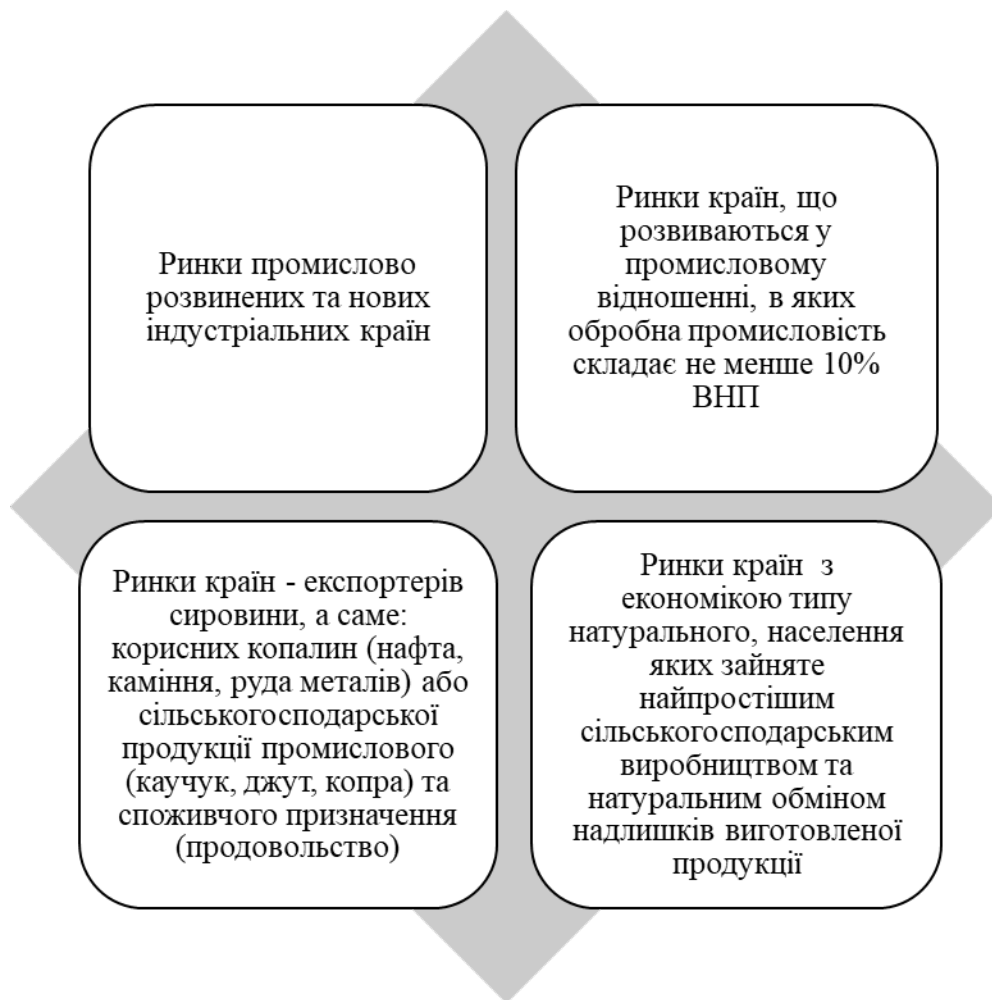 Ринки промислово
розвинених та нових
індустріальних країн
Ринки країн, що
розвиваються у
промисловому
відношенні, в яких
обробна промисловість
складає не менше 10%
ВНП
Ринки країн - експортерів
сировини, а саме:
корисних копалин (нафта,
каміння, руда металів) або
сільськогосподарської
продукції промислового
(каучук, джут, копра) та
споживчого призначення
(продовольство)
Ринки країн з
економікою типу
натурального, населення
яких зайняте
найпростішим
сільськогосподарським
виробництвом та
натуральним обміном
надлишків виготовленої
продукції